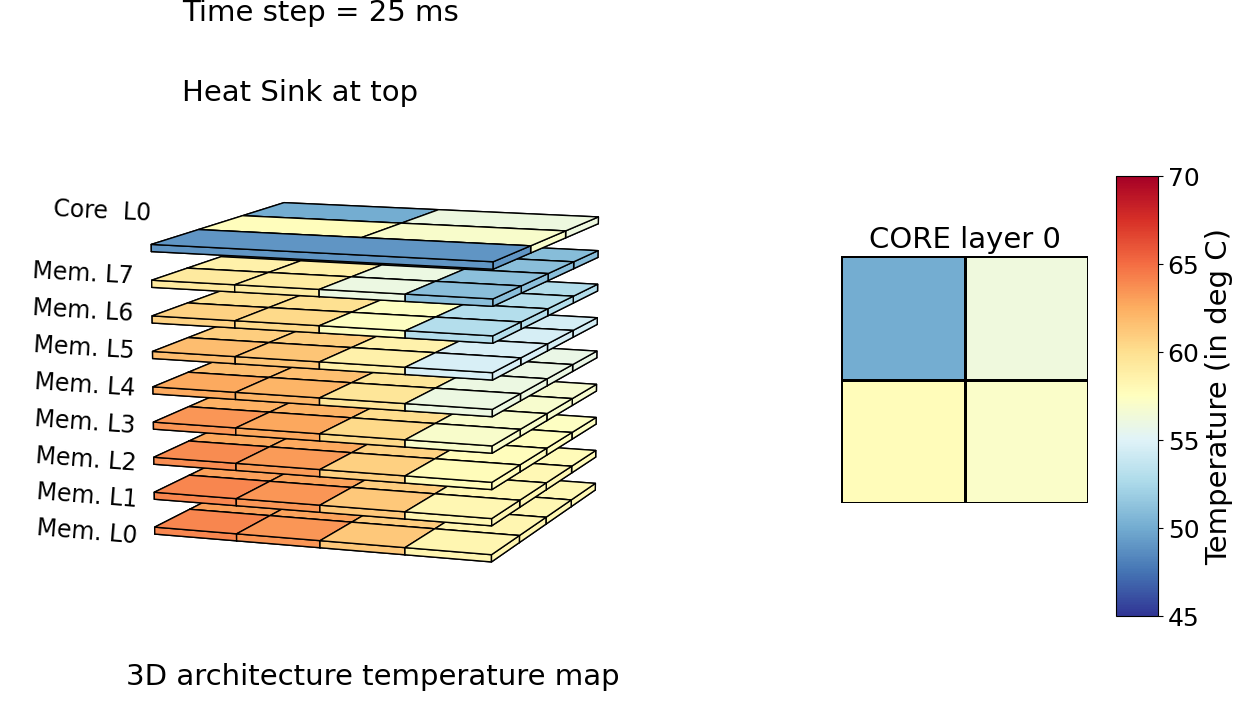 Time step = 25 ms
Heat Sink at top
Core  L0
Mem. L7
Mem. L6
Mem. L5
Mem. L4
Mem. L3
Mem. L2
Mem. L1
Mem. L0
3D architecture temperature map
CORE layer 0
70
65
60
55
50
45
Temperature (in deg C)